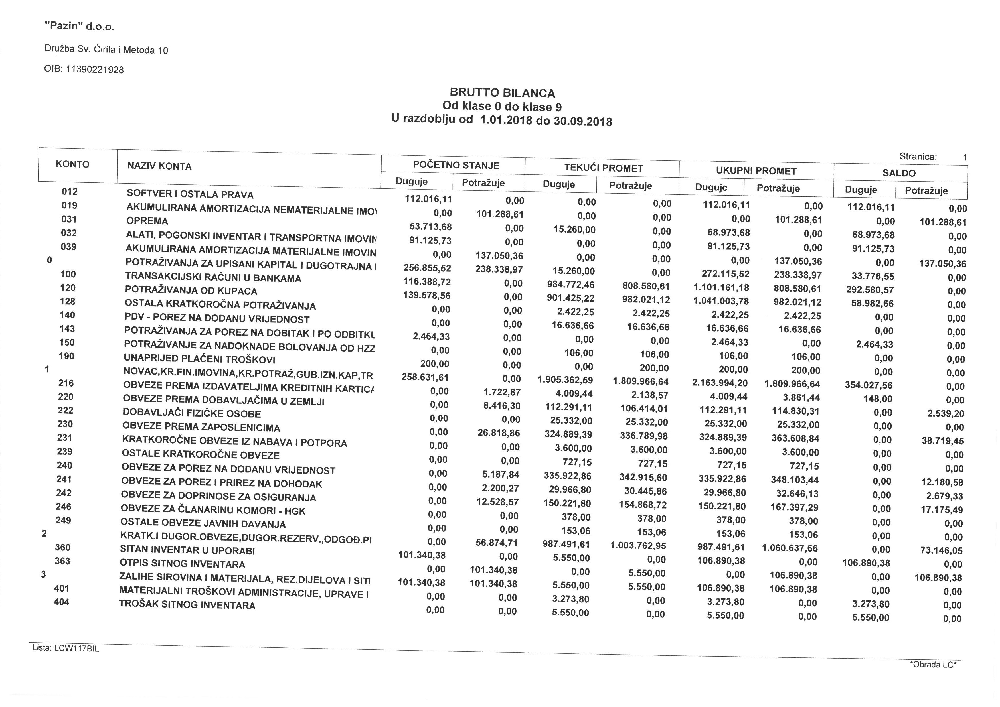 "Pazin" d.o.o.
Družba Sv. Ćirila i Metoda 10
OIB: 11390221928
BRUTTO BILANCA
Od klase 0 do klase 9
U razdoblju od 1.01.2018 do 30.09.2018
Stranica: 1
KONTO NAZIV KONTA POČETNO STANJE TEKUĆI PROMET UKUPNI PROMET SALDO
Duguje Potražuje Duguje Potražuje Duguje Potražuje Duguje Potražuje
012 SOFTVER I OSTALA PRAVA 112.016,11 0,00 0,00 0,00 112.016,11 0,00 112.016,11 0,00
019 AKUMULIRANA AMORTIZACIJA NEMATERIJALNE IMOV 0,00 101.288,61 0,00 0,00 0,00 101.288,61 0,00 101.288,61
031 OPREMA 53.713,68 0,00 15.260,00 0,00 68.973,68 0,00 68.973,68 0,00
032 ALATI, POGONSKI INVENTAR I TRANSPORTNA IMOVIN 91.125,73 0,00 0,00 0,00 91.125,73 0,00 91.125,73 0,00
039 AKUMULIRANA AMORTIZACIJA MATERIJALNE IMOVIN 0,00 137.050,36 0,00 0,00 0,00 137.050,36 0,00 137.050,36
0 POTRAŽIVANJA ZA UPISANI KAPITAL I DUGOTRAJNA 256.855,52 238.338,97 15.260,00 0,00 272.115,52 238.338,97 33.776,55 0,00
100 TRANSAKCIJSKI RAČUNI U BANKAMA 116.388,72 0,00 984.772,46 808.580,61 1.101.161,18 808.580,61 292.580,57 0,00
120 POTRAŽIVANJA OD KUPACA 139.578,56 0,00 901.425,22 982.021,12 1.041.003,78 982.021,12 58.982,66 0,00
128 OSTALA KRATKOROČNA POTRAŽIVANJA 0,00 0,00 2.422,25 2.422,25 2.422,25 2.422,25 0,00 0,00
140 PDV - POREZ NA DODANU VRIJEDNOST 0,00 0,00 16.636,66 16.636,66 16.636,66 16.636,66 0,00 0,00
143 POTRAŽIVANJA ZA POREZ NA DOBITAK I PO ODBITKU 2.464,33 0,00 0,00 0,00 2.464,33 0,00 2.464,33 0,00
150 POTRAŽIVANJE ZA NADOKNADE BOLOVANJA OD HZZ 0,00 0,00 106,00 106,00 106,00 106,00 0,00 0,00
190 UNAPRIJED PLAĆENI TROŠKOVI 200,00 0,00 0,00 200,00 200,00 200,00 0,00 0,00
1 NOVAC,KR.FIN.IMOVINA,KR.POTRAŽ,GUB.IZN.KAP,TR. 258.631,61 0,00 1.905.362,59 1.809.966,64 2.163.994,20 1.809.966,64 354.027,56 0,00
216 OBVEZE PREMA IZDAVATELJIMA KREDITNIH KARTICA 0,00 1.722,87 4.009,44 2.138,57 4.009,44 3.861,44 148,00 0,00
220 OBVEZE PREMA DOBAVLJAČIMA U ZEMLJI 0,00 8.416,30 112.291,11 106.414,01 112.291,11 114.830,31 0,00 2.539,20
222 DOBAVLJAČI FIZIČKE OSOBE 0,00 0,00 25.332,00 25.332,00 25.332,00 25.332,00 0,00 0,00
230 OBVEZE PREMA ZAPOSLENICIMA 0,00 26.818,86 324.889,39 336.789,98 324.889,39 363.608,84 0,00 38.719,45
231 KRATKOROČNE OBVEZE IZ NABAVA I POTPORA 0,00 0,00 3.600,00 3.600,00 3.600,00 3.600,00 0,00 0,00
239 OSTALE KRATKOROČNE OBVEZE 0,00 0,00 727,15 727,15 727,15 727,15 0,00 0,00
240 OBVEZE ZA POREZ NA DODANU VRIJEDNOST 0,00 5.187,84 335.922,86 342.915,60 335.922,86 348.103,44 0,00 12.180,58
241 OBVEZE ZA POREZ I PRIREZ NA DOHODAK 0,00 2.200,27 29.966,80 30.445,86 29.966,80 32.646,13 0,00 2.679,33
242 OBVEZE ZA DOPRINOSE ZA OSIGURANJA 0,00 12.528,57 150.221,80 154.868,72 150.221,80 167.397,29 0,00 17.175,49
246 OBVEZE ZA ČLANARINU KOMORI - HGK 0,00 0,00 378,00 378,00 378,00 378,00 0,00 0,00
249 OSTALE OBVEZE JAVNIH DAVANJA 0,00 0,00 153,06 153,06 153,06 153,06 0,00 0,00
2 KRATK.I DUGOR.OBVEZE,DUGOR.REZERV.,ODGOĐ.PI 0,00 56.874,71 987.491,61 1.003.762,95 987.491,61 1.060.637,66 0,00 73.146,05
360 SITAN INVENTAR U UPORABI 101.340,38 0,00 5.550,00 0,00 106.890,38 0,00 106.890,38 0,00
363 OTPIS SITNOG INVENTARA 0,00 101.340,38 0,00 5.550,00 0,00 106.890,38 0,00 106.890,38
3 ZALIHE SIROVINA I MATERIJALA, REZ.DIJELOVA I SITI 101.340,38 101.340,38 5.550,00 5.550,00 106.890,38 106.890,38 0,00 0,00
401 MATERIJALNI TROŠKOVI ADMINISTRACIJE, UPRAVE I 0,00 0,00 3.273,80 0,00 3.273,80 0,00 3.273,80 0,00
404 TROŠAK SITNOG INVENTARA 0,00 0,00 5.550,00 0,00 5.550,00 0,00 5.550,00 0,00
Lista: LCW117BIL
*Obrada LC*